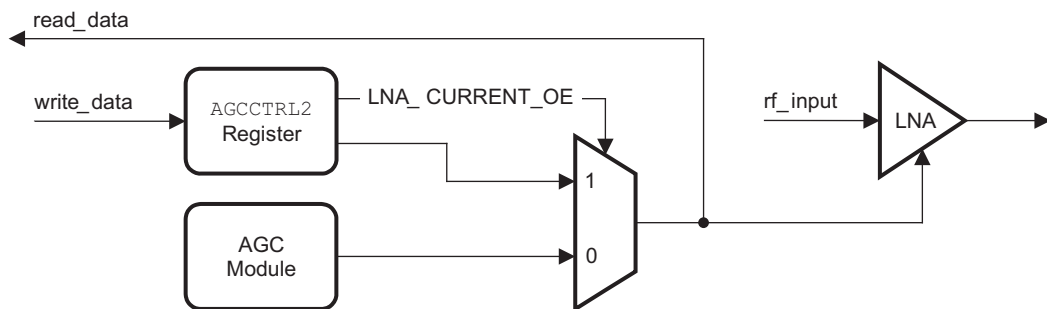 read_data
write_data
AGCCTRL2
Register
LNA_ CURRENT_OE
rf_input
LNA
1
AGC
Module
0